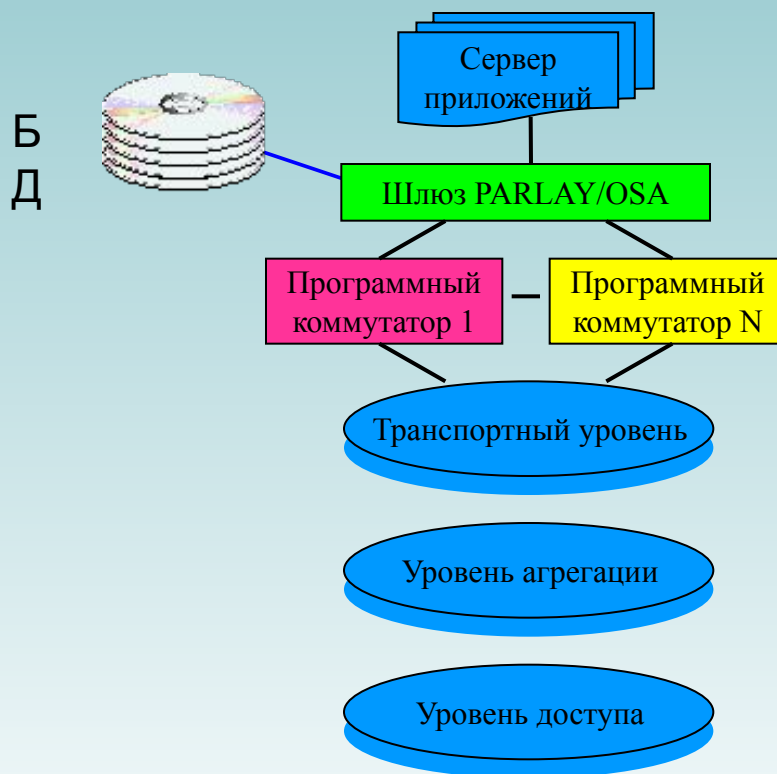 Сервер
приложений
Б
Д
Шлюз PARLAY/OSA
Программный
коммутатор 1
Программный
коммутатор N
Транспортный уровень
Уровень агрегации
Уровень доступа